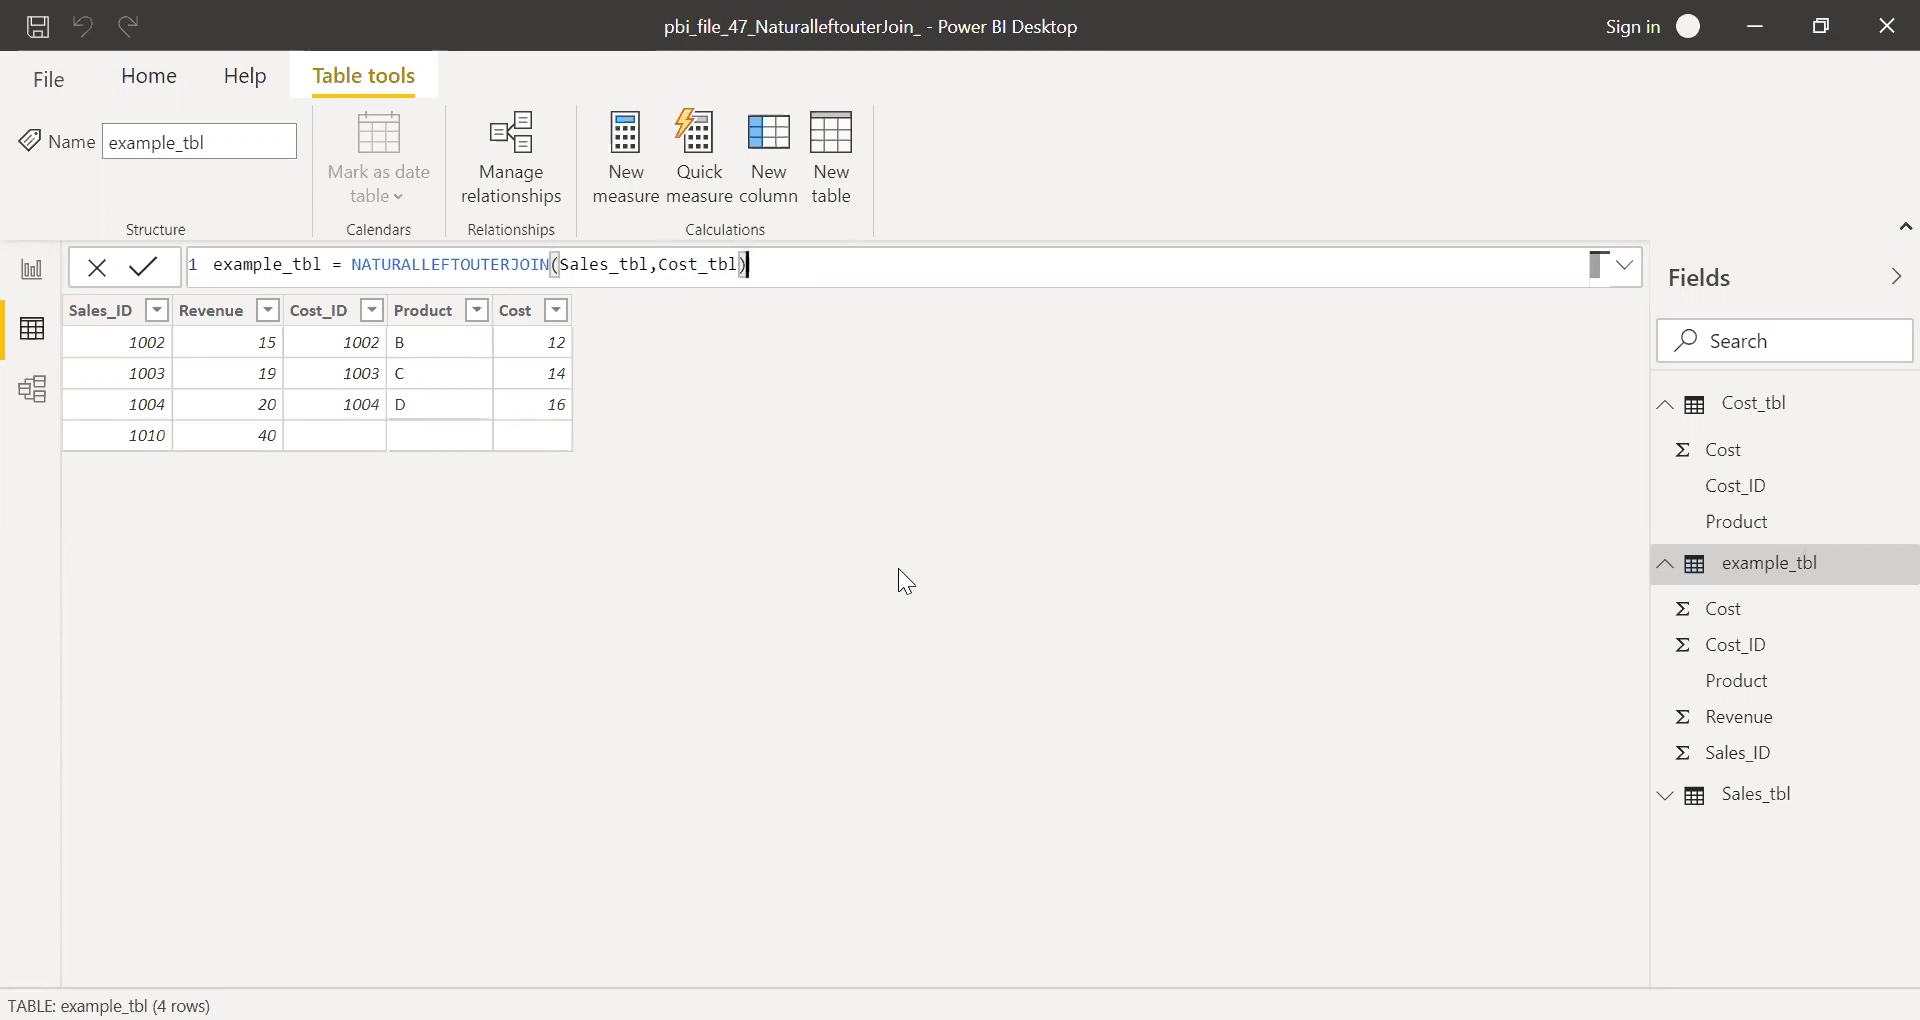 pbi_file_47_NaturalleftouterJoin_ - Power BI Desktop
Sign in
File Home Help Table tools
Name example_tbl
Mark as date
table
Manage
relationships
New
measure
Quick
measure
New
column
New
table
Structure Calendars Relationships Calculations
1 example_tbl = NATURALLEFTOUTERJOIN(Sales_tbl,Cost_tbl)
Sales_ID Revenue Cost_ID Product Cost
1002 15 1002 B 12
1003 19 1003 C 14
1004 20 1004 D 16
1010 40
Fields
Search
Cost_tbl
Σ Cost
Cost_ID
Product
example_tbl
Σ Cost
Σ Cost_ID
Product
Σ Revenue
Σ Sales_ID
Sales_tbl
TABLE: example_tbl (4 rows)